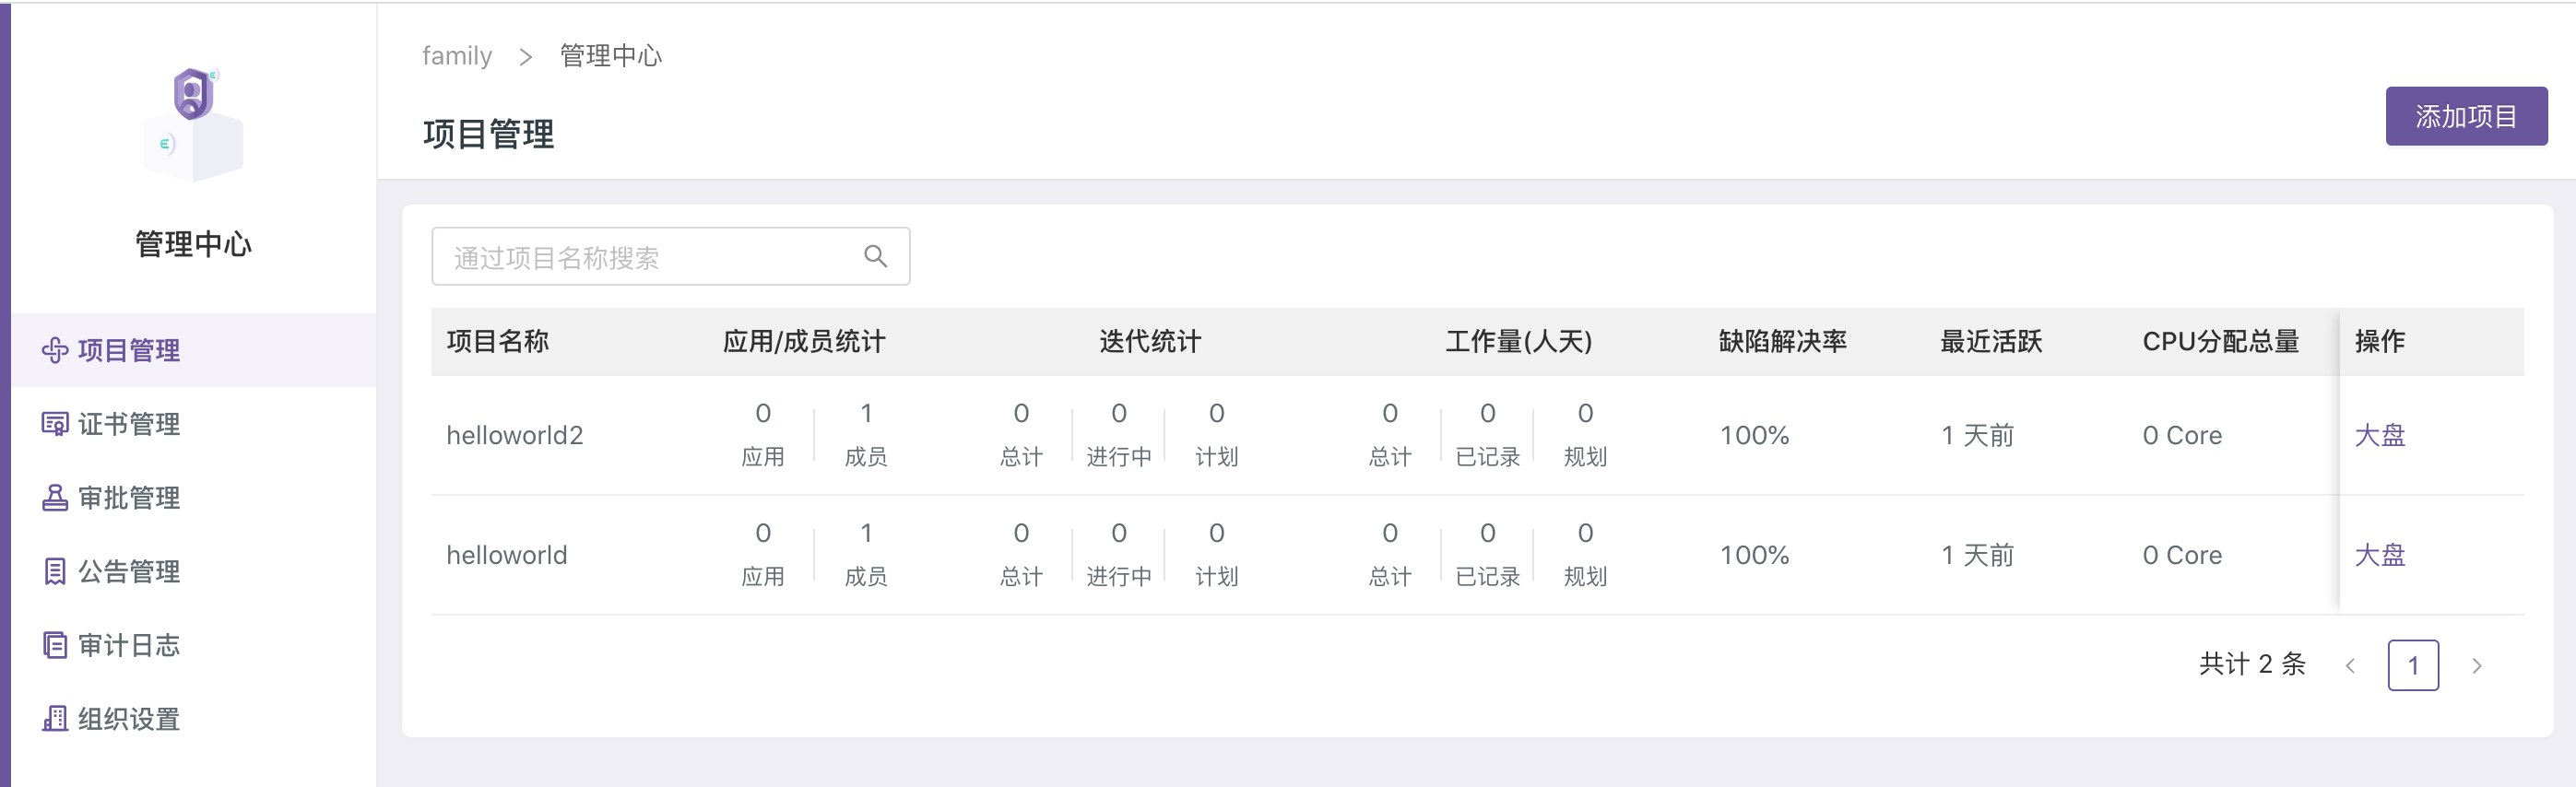 family > 管理中心
项目管理
添加项目
管理中心
项目管理
证书管理
审批管理
公告管理
审计日志
组织设置
通过项目名称搜索
项目名称 应用/成员统计 迭代统计 工作量(人天) 缺陷解决率 最近活跃 CPU分配总量 操作
helloworld2 0 应用 1 成员 0 总计 0 进行中 0 计划 0 总计 0 已记录 0 规划 100% 1 天前 0 Core 大盘
helloworld 0 应用 1 成员 0 总计 0 进行中 0 计划 0 总计 0 已记录 0 规划 100% 1 天前 0 Core 大盘
共计 2 条 < 1 >